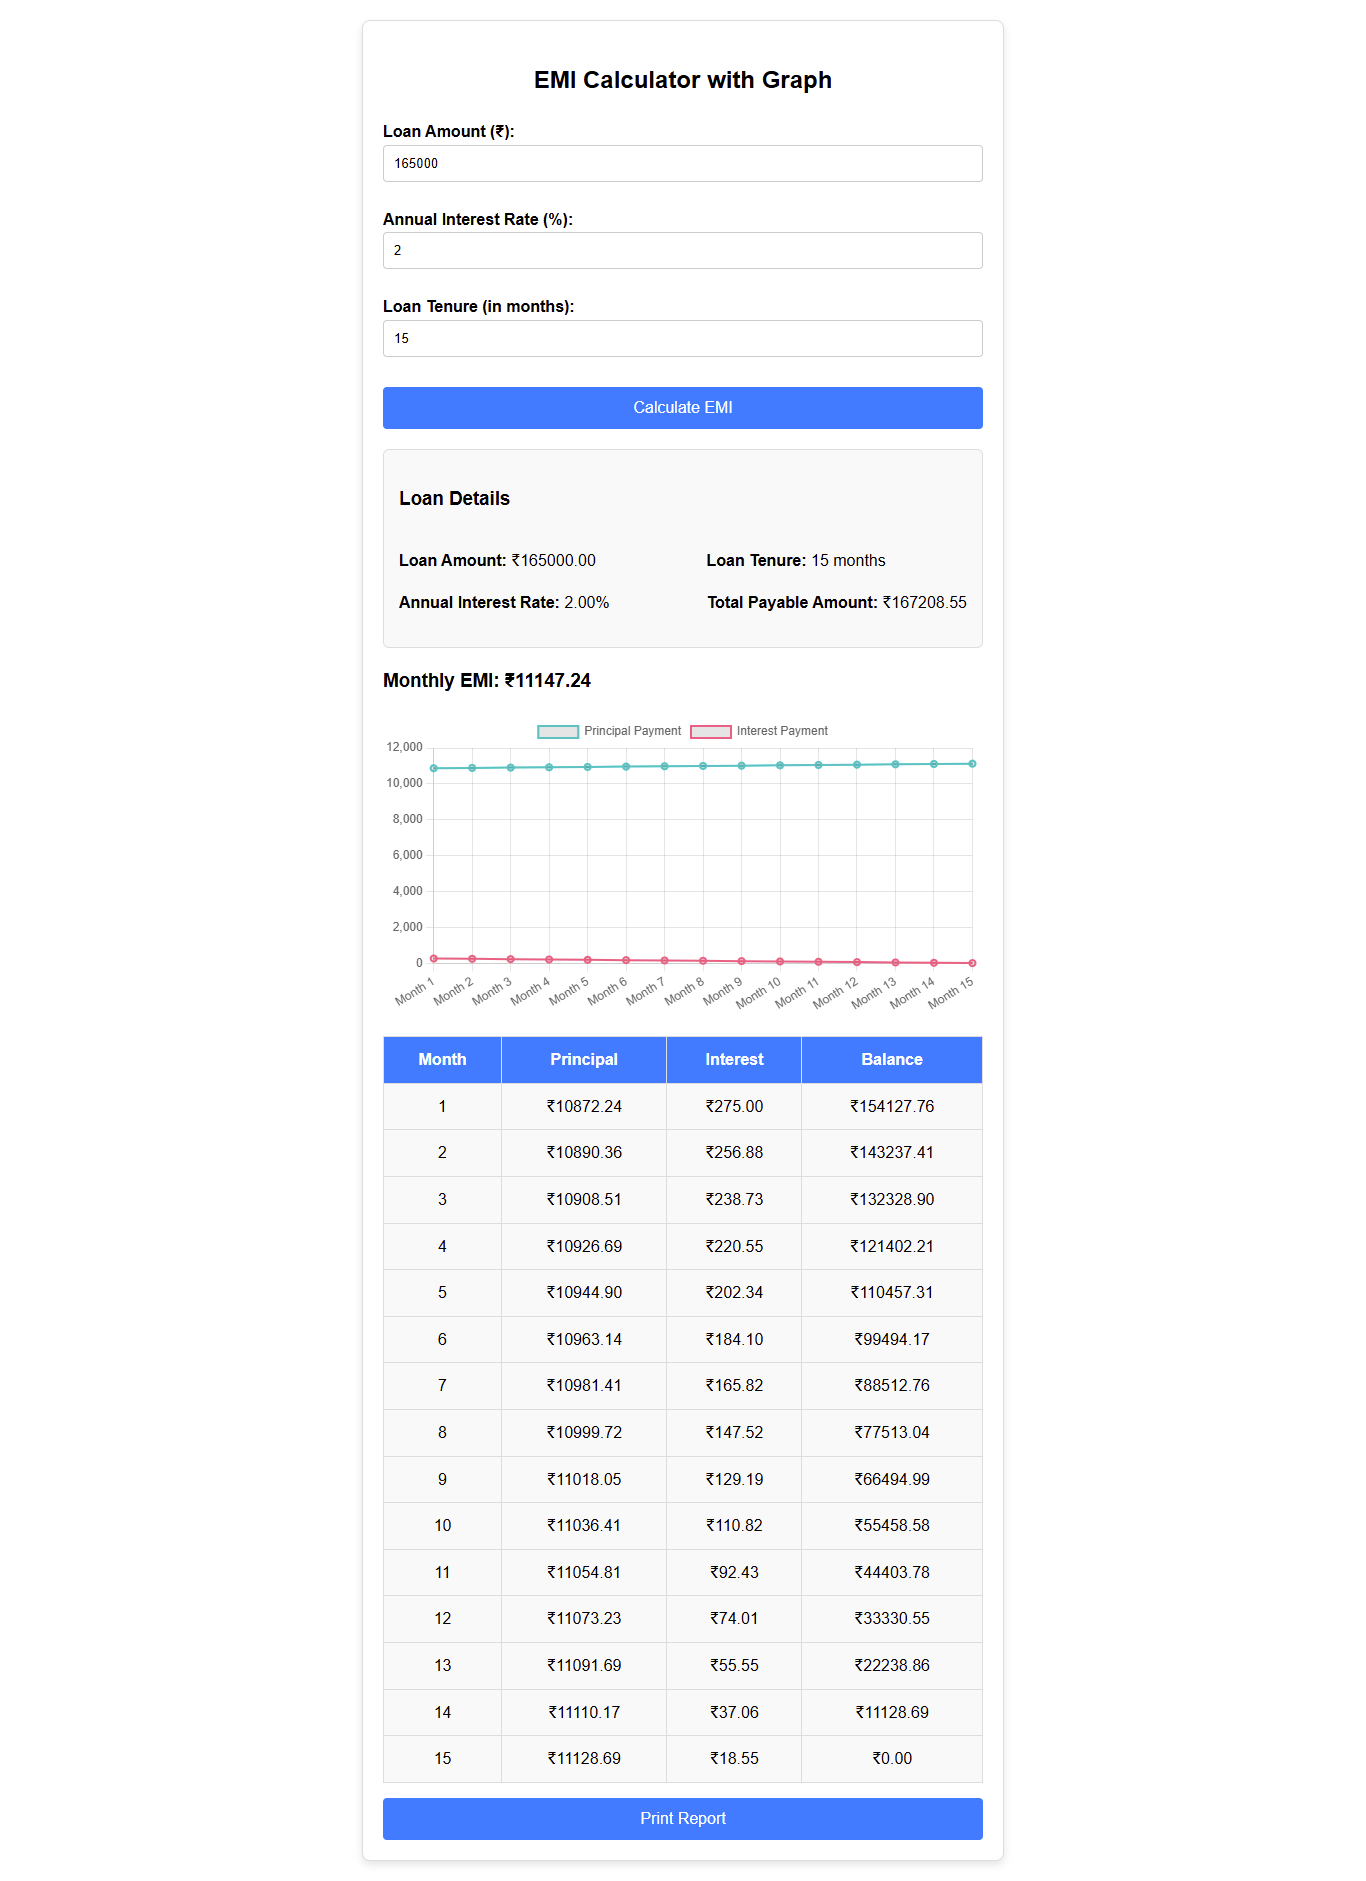 EMI Calculator with Graph
Loan Amount (₹):
165000
Annual Interest Rate (%):
2
Loan Tenure (in months):
15
Calculate EMI
Loan Details
Loan Amount: ₹165000.00 Loan Tenure: 15 months
Annual Interest Rate: 2.00% Total Payable Amount: ₹167208.55
Monthly EMI: ₹11147.24
Principal Payment Interest Payment
12,000
10,000
8,000
6,000
4,000
2,000
0
Month 1 Month 2 Month 3 Month 4 Month 5 Month 6 Month 7 Month 8 Month 9 Month 10 Month 11 Month 12 Month 13 Month 14 Month 15
Month Principal Interest Balance
1 ₹10872.24 ₹275.00 ₹154127.76
2 ₹10890.36 ₹256.88 ₹143237.41
3 ₹10908.51 ₹238.73 ₹132328.90
4 ₹10926.69 ₹220.55 ₹121402.21
5 ₹10944.90 ₹202.34 ₹110457.31
6 ₹10963.14 ₹184.10 ₹99494.17
7 ₹10981.41 ₹165.82 ₹88512.76
8 ₹10999.72 ₹147.52 ₹77513.04
9 ₹11018.05 ₹129.19 ₹66494.99
10 ₹11036.41 ₹110.82 ₹55458.58
11 ₹11054.81 ₹92.43 ₹44403.78
12 ₹11073.23 ₹74.01 ₹33330.55
13 ₹11091.69 ₹55.55 ₹22238.86
14 ₹11110.17 ₹37.06 ₹11128.69
15 ₹11128.69 ₹18.55 ₹0.00
Print Report